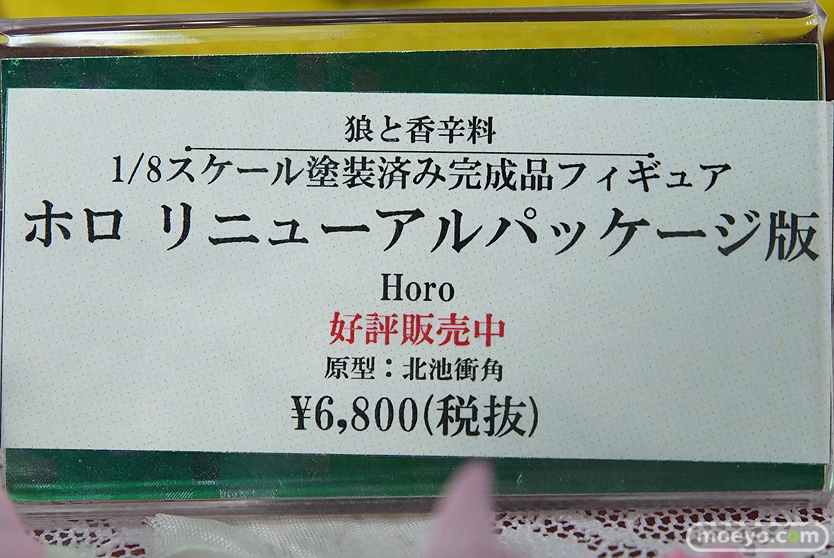 狼と香辛料
1/8スケール塗装済み完成品フィギュア
ホロ リニューアルパッケージ版
Horo
好評販売中
原型：北池衝角
¥6,800(税抜)
moeyo.com